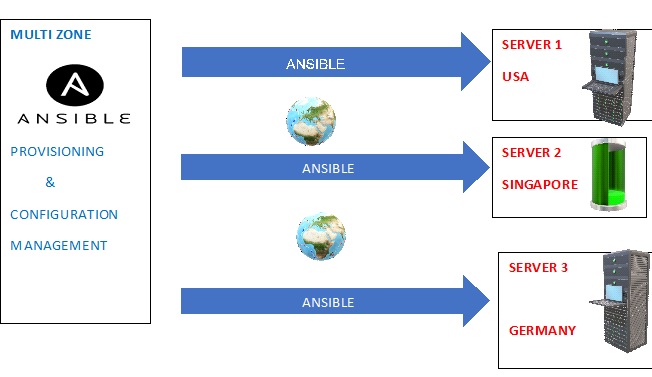 MULTI ZONE
ANSIBLE
PROVISIONING
&
CONFIGURATION
MANAGEMENT
ANSIBLE
ANSIBLE
ANSIBLE
SERVER 1
USA
SERVER 2
SINGAPORE
SERVER 3
GERMANY